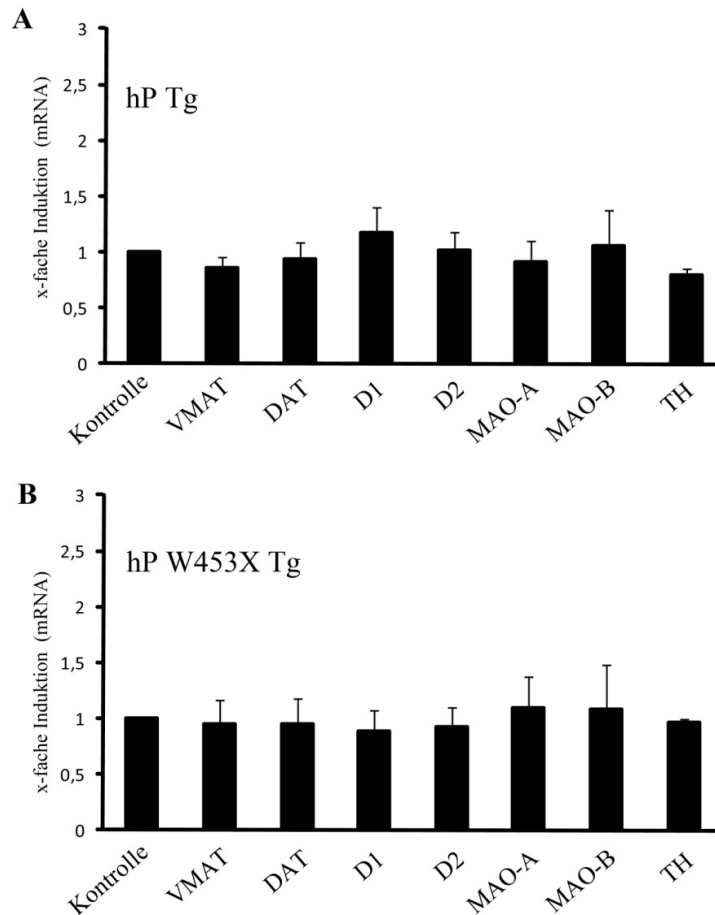 A
x-fache Induktion (mRNA)
3
2,5
2
1,5
1
0,5
0
hP Tg
Kontrolle
VMAT
DAT
D1
D2
MAO-A
MAO-B
TH
B
x-fache Induktion (mRNA)
3
2,5
2
1,5
1
0,5
0
hP W453X Tg
Kontrolle
VMAT
DAT
D1
D2
MAO-A
MAO-B
TH